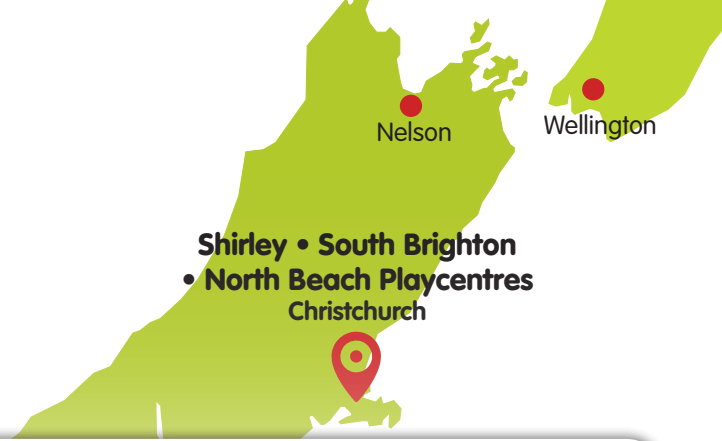 Nelson
Wellington
Shirley • South Brighton
• North Beach Playcentres
Christchurch